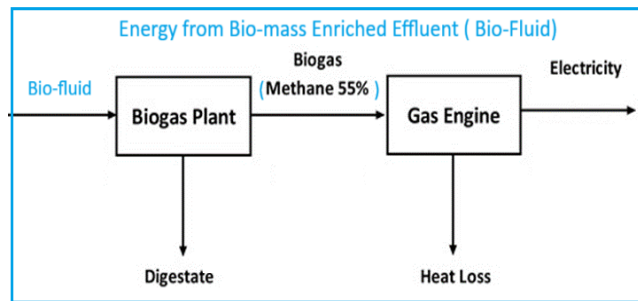 Energy from Bio-mass Enriched Effluent ( Bio-Fluid)
Biogas
(Methane 55% )
Electricity
Bio-fluid
Biogas Plant
Gas Engine
Digestate
Heat Loss